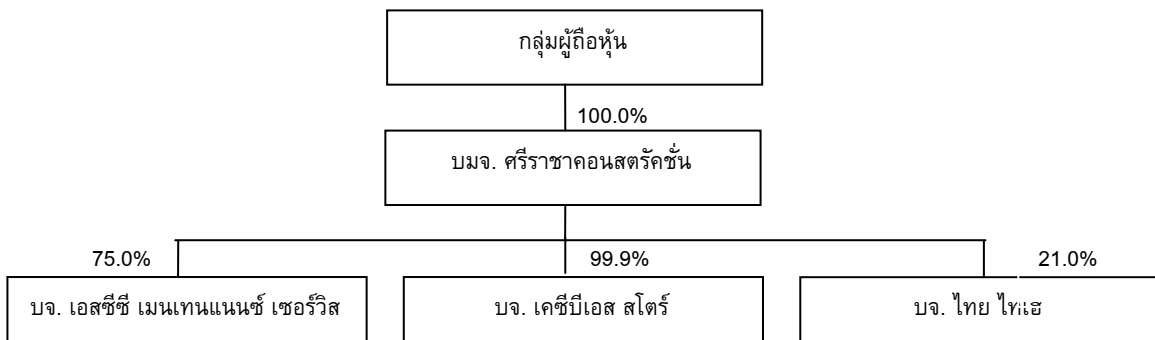 กลุ่มผู้ถือหุ้น
100.0%
บมจ. ศรีราชาคอนสตรัคชั่น
75.0%
99.9%
21.0%
บจ. เอสซีซี เมนเทนแนนซ์ เซอร์วิส
บจ. เคซีบีเอส สโตร์
บจ. ไทย